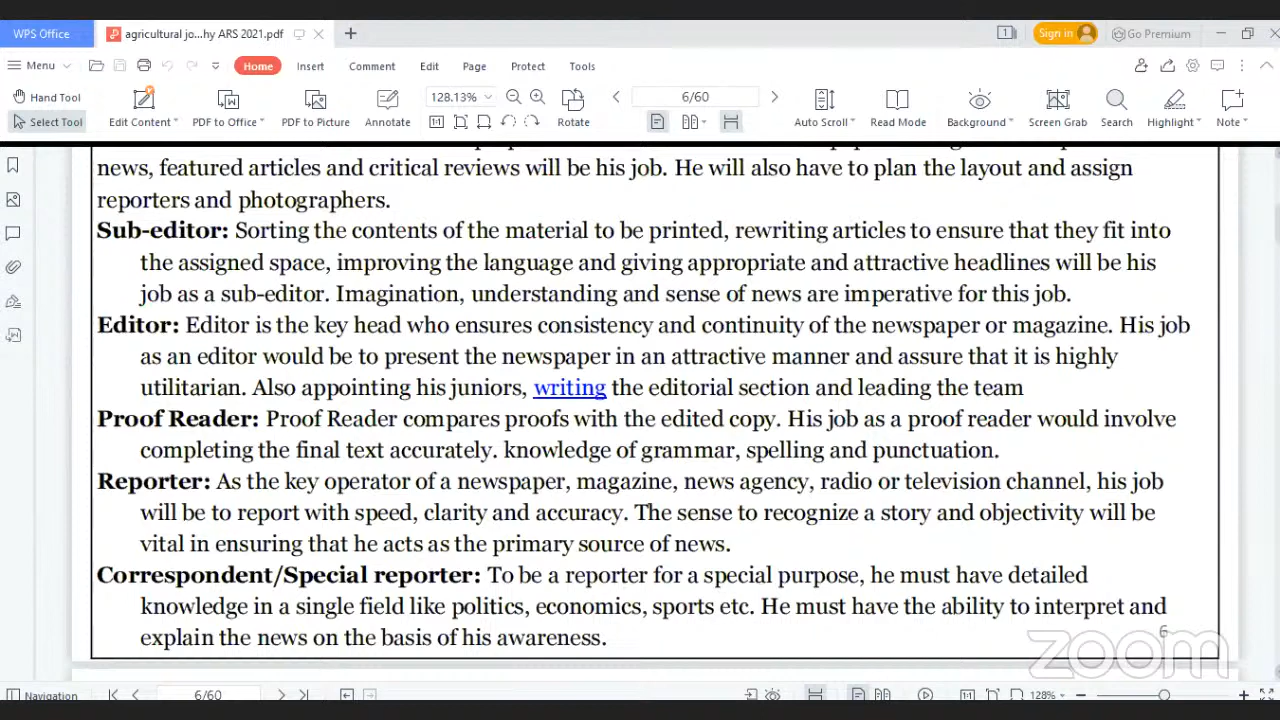 WPS Office
agricultural jo...hy ARS 2021.pdf
1
Sign in
Go Premium
Menu
Home
Insert
Comment
Edit
Page
Protect
Tools
Hand Tool
Select Tool
Edit Content
PDF to Office
PDF to Picture
Annotate
128.13%
Rotate
6/60
Auto Scroll
Read Mode
Background
Screen Grab
Search
Highlight
Note
news, featured articles and critical reviews will be his job. He will also have to plan the layout and assign
reporters and photographers.
Sub-editor: Sorting the contents of the material to be printed, rewriting articles to ensure that they fit into
the assigned space, improving the language and giving appropriate and attractive headlines will be his
job as a sub-editor. Imagination, understanding and sense of news are imperative for this job.
Editor: Editor is the key head who ensures consistency and continuity of the newspaper or magazine. His job
as an editor would be to present the newspaper in an attractive manner and assure that it is highly
utilitarian. Also appointing his juniors, writing the editorial section and leading the team
Proof Reader: Proof Reader compares proofs with the edited copy. His job as a proof reader would involve
completing the final text accurately. knowledge of grammar, spelling and punctuation.
Reporter: As the key operator of a newspaper, magazine, news agency, radio or television channel, his job
will be to report with speed, clarity and accuracy. The sense to recognize a story and objectivity will be
vital in ensuring that he acts as the primary source of news.
Correspondent/Special reporter: To be a reporter for a special purpose, he must have detailed
knowledge in a single field like politics, economics, sports etc. He must have the ability to interpret and
explain the news on the basis of his awareness.
6
zoom
Navigation
6/60
128%